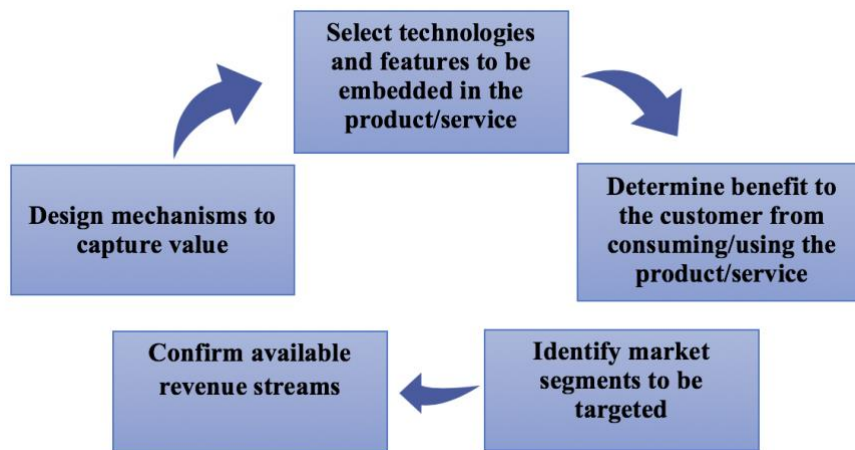 Select technologies
and features to be
embedded in the
product/service
Determine benefit to
the customer from
consuming/using the
product/service
Identify market
segments to be
targeted
Confirm available
revenue streams
Design mechanisms to
capture value